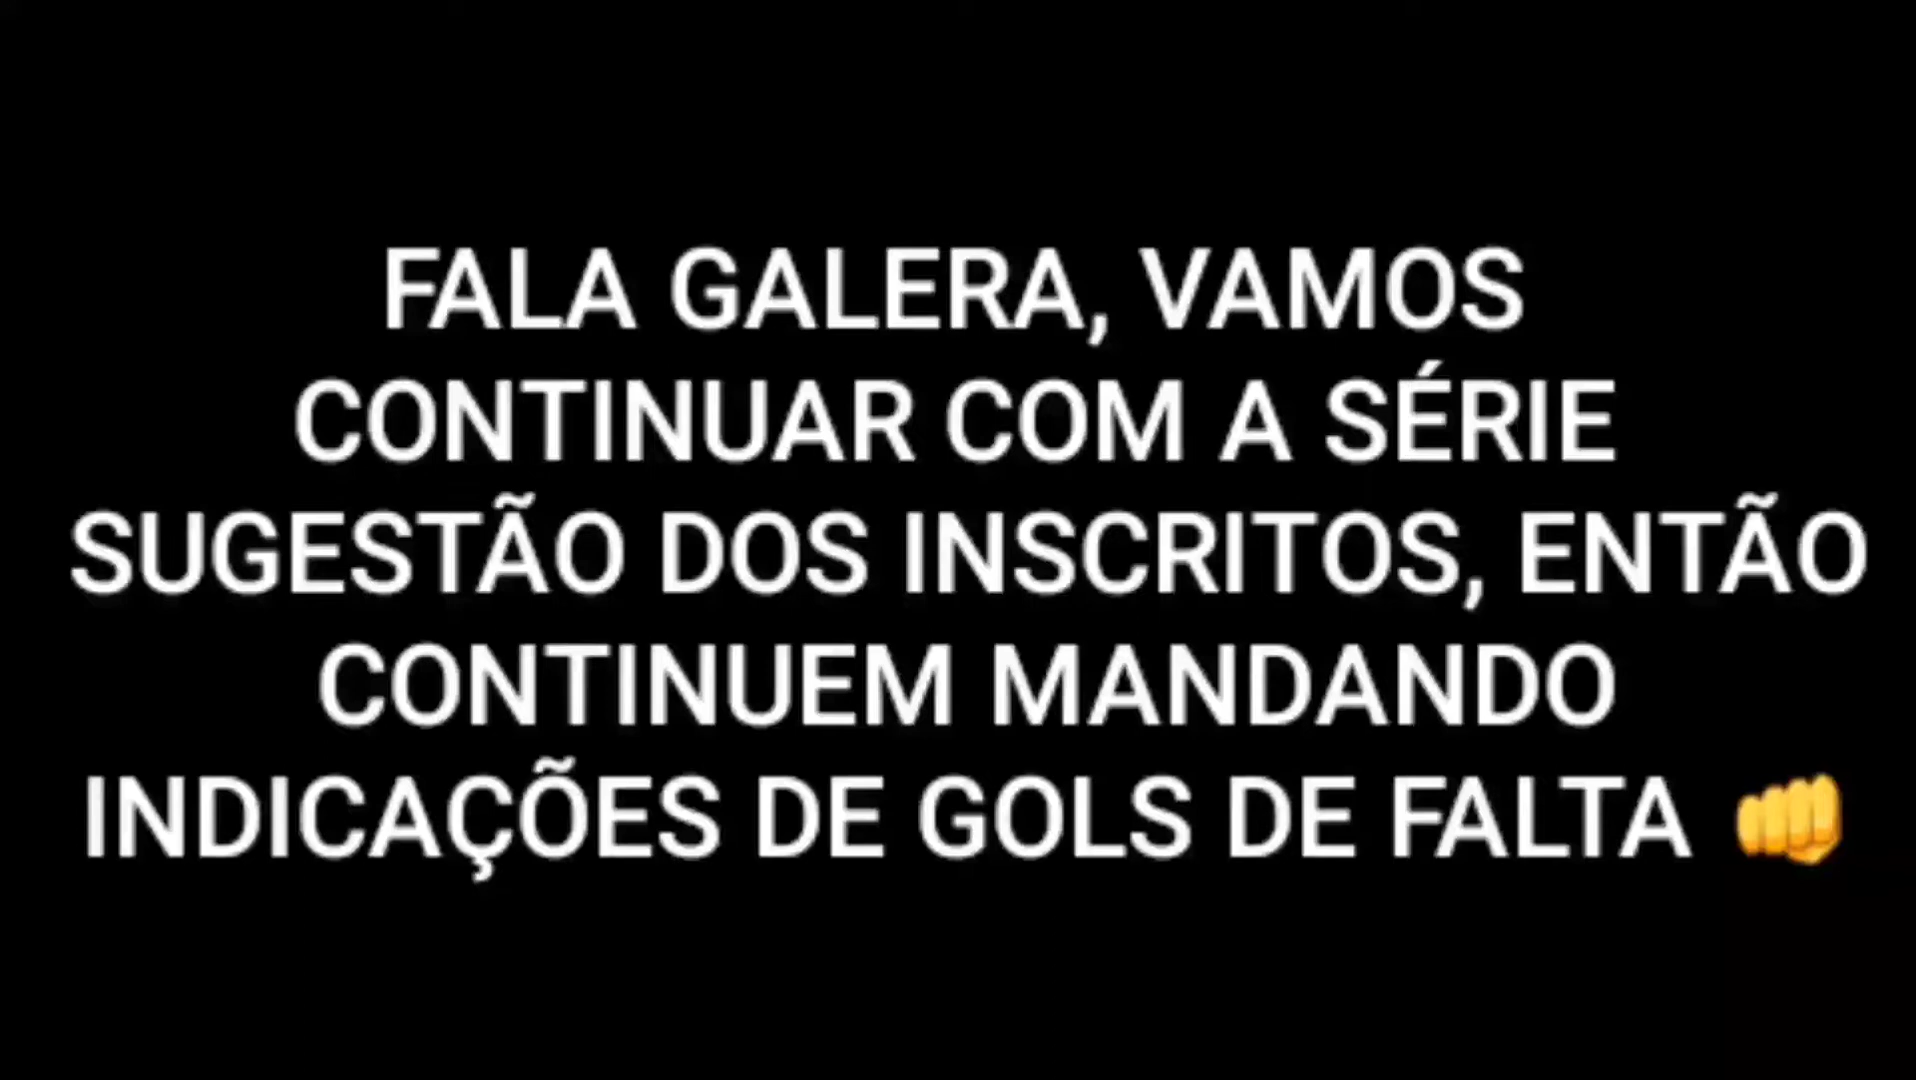 FALA GALERA, VAMOS
CONTINUAR COM A SÉRIE
SUGESTÃO DOS INSCRITOS, ENTÃO
CONTINUEM MANDANDO
INDICAÇÕES DE GOLS DE FALTA 👊